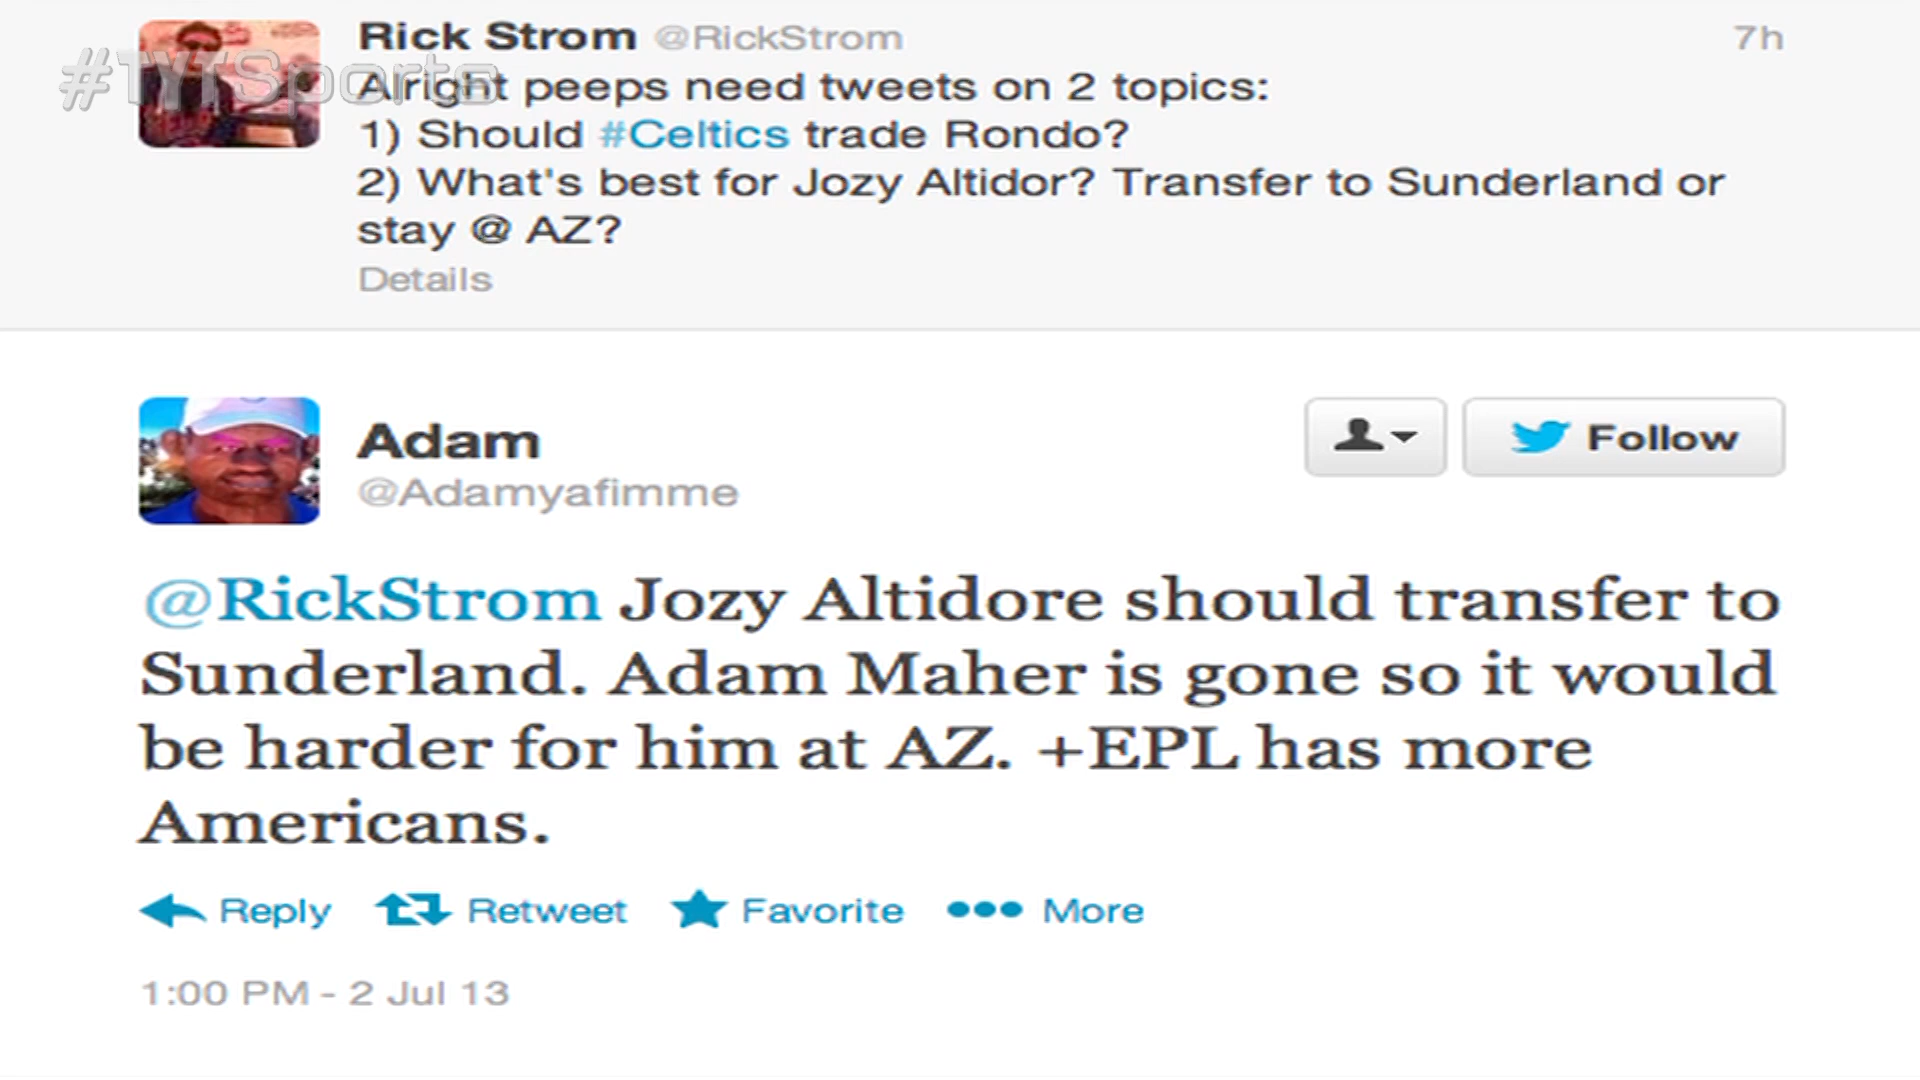 Rick Strom @RickStrom 7h
#TYTSports
Alright peeps need tweets on 2 topics:
1) Should #Celtics trade Rondo?
2) What's best for Jozy Altidor? Transfer to Sunderland or
stay @ AZ?
Details
Adam
Follow
@Adamyafimme
@RickStrom Jozy Altidore should transfer to
Sunderland. Adam Maher is gone so it would
be harder for him at AZ. +EPL has more
Americans.
Reply Retweet Favorite More
1:00 PM - 2 Jul 13